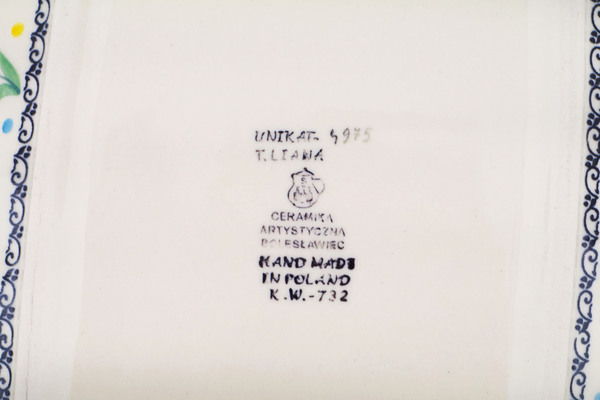 UNIKAT. 4975
T. LIANA
CERAMIKA
ARTYSTYCZNA
BOLESŁAWIEC
HAND MADE
IN POLAND
K.W.-732